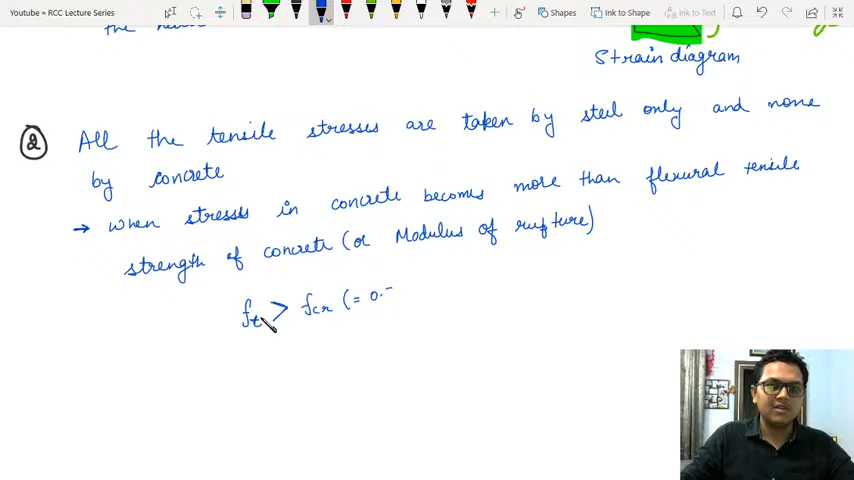 Youtube » RCC Lecture Series
Shapes
Ink to Shape
Ink to Text
the
Strain diagram
② All the tensile stresses are taken by steel only and none
by concrete
→ when stresses in concrete becomes more than flexural tensile
strength of concrete (or Modulus of rupture)
ft > fcr (= 0.